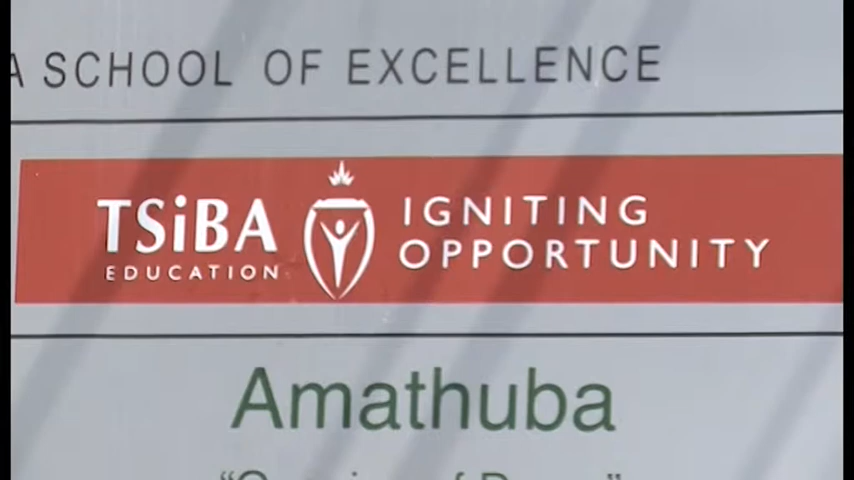 A SCHOOL OF EXCELLENCE
TSiBA
EDUCATION
IGNITING
OPPORTUNITY
Amathuba